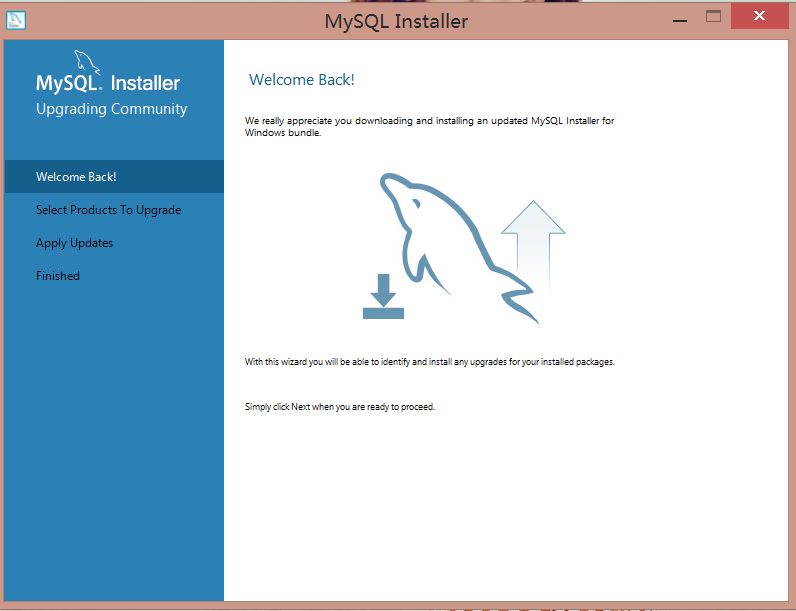 MySQL Installer
MySQL. Installer
Upgrading Community
Welcome Back!
Select Products To Upgrade
Apply Updates
Finished
Welcome Back!
We really appreciate you downloading and installing an updated MySQL Installer for
Windows bundle.
With this wizard you will be able to identify and install any upgrades for your installed packages.
Simply click Next when you are ready to proceed.